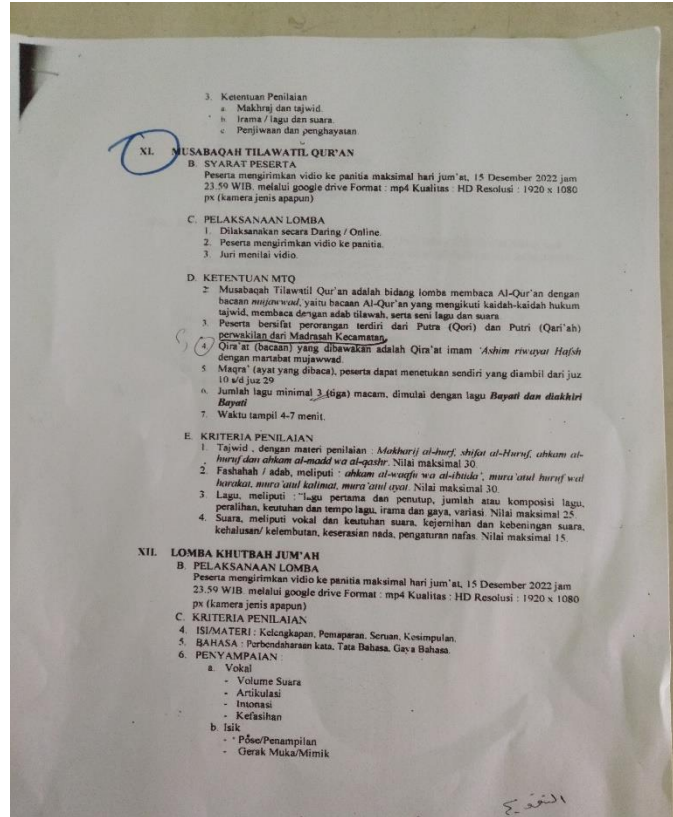 3. Ketentuan Penilaian
a. Makhraj dan tajwid.
b. Irama / lagu dan suara.
c. Penjiwaan dan penghayatan.
XI. MUSABAQAH TILAWATIL QUR'AN
B. SYARAT PESERTA
Peserta mengirimkan vidio ke panitia maksimal hari jum'at, 15 Desember 2022 jam
23.59 WIB. melalui google drive Format : mp4 Kualitas : HD Resolusi : 1920 x 1080
px (kamera jenis apapun)
C. PELAKSANAAN LOMBA
1. Dilaksanakan secara Daring / Online.
2. Peserta mengirimkan vidio ke panitia.
3. Juri menilai vidio.
D. KETENTUAN MTQ
2. Musabaqah Tilawatil Qur'an adalah bidang lomba membaca Al-Qur'an dengan
bacaan mujawwad, yaitu bacaan Al-Qur'an yang mengikuti kaidah-kaidah hukum
tajwid, membaca dengan adab tilawah, serta seni lagu dan suara.
3. Peserta bersifat perorangan terdiri dari Putra (Qori) dan Putri (Qari'ah)
perwakilan dari Madrasah Kecamatan.
4. Qira'at (bacaan) yang dibawakan adalah Qira'at imam 'Ashim riwayat Hafsh
dengan martabat mujawwad.
5. Maqra' (ayat yang dibaca), peserta dapat menetukan sendiri yang diambil dari juz
10 s/d juz 29
6. Jumlah lagu minimal 3 (tiga) macam, dimulai dengan lagu Bayati dan diakhiri
Bayati
7. Waktu tampil 4-7 menit.
E. KRITERIA PENILAIAN
1. Tajwid , dengan materi penilaian : Makharij al-hurf, shifat al-Huruf, ahkam al-
huruf dan ahkam al-madd wa al-qashr. Nilai maksimal 30.
2. Fashahah / adab, meliputi : ahkam al-waqfu wa al-ibtida', mura'atul huruf wal
harakat, mura'atul kalimat, mura'atul ayat. Nilai maksimal 30.
3. Lagu, meliputi : "lagu pertama dan penutup, jumlah atau komposisi lagu,
peralihan, keutuhan dan tempo lagu, irama dan gaya, variasi. Nilai maksimal 25.
4. Suara, meliputi vokal dan keutuhan suara, kejernihan dan kebeningan suara,
kehalusan/ kelembutan, keserasian nada, pengaturan nafas. Nilai maksimal 15.
XII. LOMBA KHUTBAH JUM'AH
B. PELAKSANAAN LOMBA
Peserta mengirimkan vidio ke panitia maksimal hari jum'at, 15 Desember 2022 jam
23.59 WIB. melalui google drive Format : mp4 Kualitas : HD Resolusi : 1920 x 1080
px (kamera jenis apapun)
C. KRITERIA PENILAIAN
4. ISI/MATERI : Kelengkapan, Pemaparan, Seruan, Kesimpulan.
5. BAHASA : Perbendaharaan kata, Tata Bahasa, Gaya Bahasa.
6. PENYAMPAIAN :
a. Vokal
- Volume Suara
- Artikulasi
- Intonasi
- Kefasihan
b. Isik
- Pose/Penampilan
- Gerak Muka/Mimik